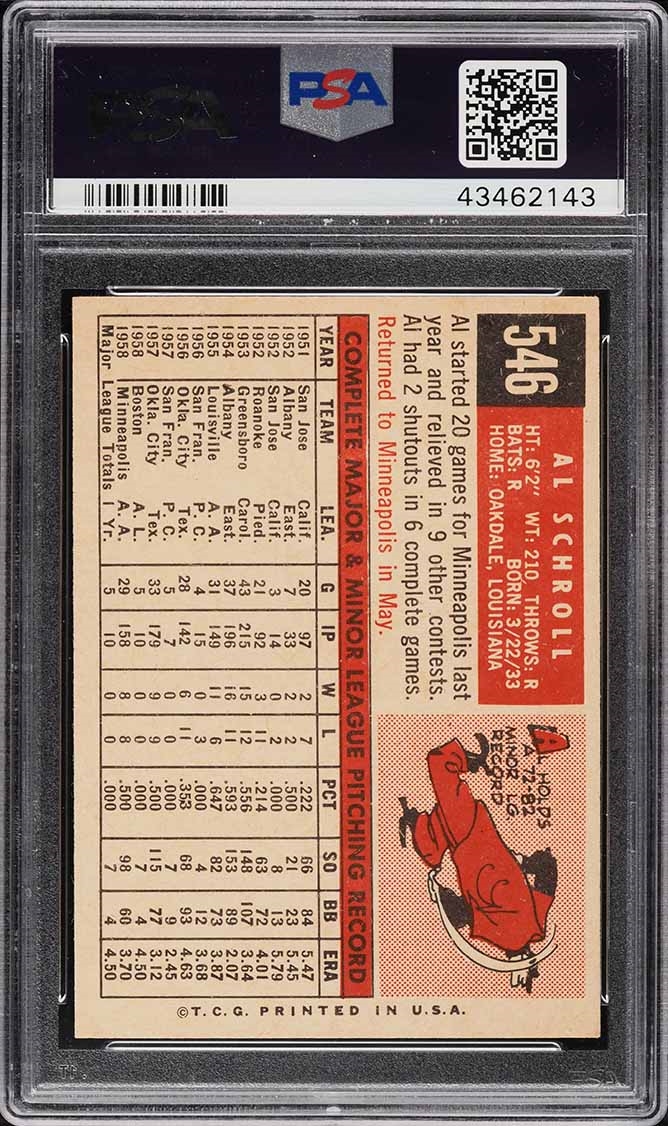 PSA
PSA
43462143
546
AL SCHROLL
HT: 6'2" WT: 210 THROWS: R
BATS: R BORN: 3/22/33
HOME: OAKDALE, LOUISIANA
Al started 20 games for Minneapolis last
year and relieved in 9 other contests.
Al had 2 shutouts in 6 complete games.
Returned to Minneapolis in May.
AL HOLDS
A 72-82
MINOR LG
RECORD
COMPLETE MAJOR & MINOR LEAGUE PITCHING RECORD
YEAR TEAM LEA. G IP W L PCT SO BB ERA
1951 San Jose Calif. 20 97 2 7 .222 66 84 5.47
1952 Albany East. 7 33 2 2 .500 21 23 5.45
1952 San Jose Calif. 3 14 0 2 .000 8 13 5.79
1952 Roanoke Pied. 21 92 3 11 .214 63 72 4.01
1953 Greensboro Carol. 43 215 15 12 .556 148 107 3.64
1954 Albany East. 37 196 16 11 .593 153 89 2.07
1955 Louisville A. A. 31 149 11 6 .647 82 73 3.87
1956 San Fran. P. C. 4 15 0 3 .000 4 12 3.68
1956 Okla. City Tex. 28 142 6 11 .353 68 93 4.63
1957 San Fran. P. C. 5 7 0 0 .000 7 9 2.45
1957 Okla. City Tex. 33 179 9 9 .500 115 77 3.12
1958 Boston A. L. 5 10 0 0 .000 7 4 4.50
1958 Minneapolis A. A. 29 158 8 8 .500 98 60 3.70
Major League Totals 1 Yr. 5 10 0 0 .000 7 4 4.50
©T.C.G. PRINTED IN U.S.A.
PSA